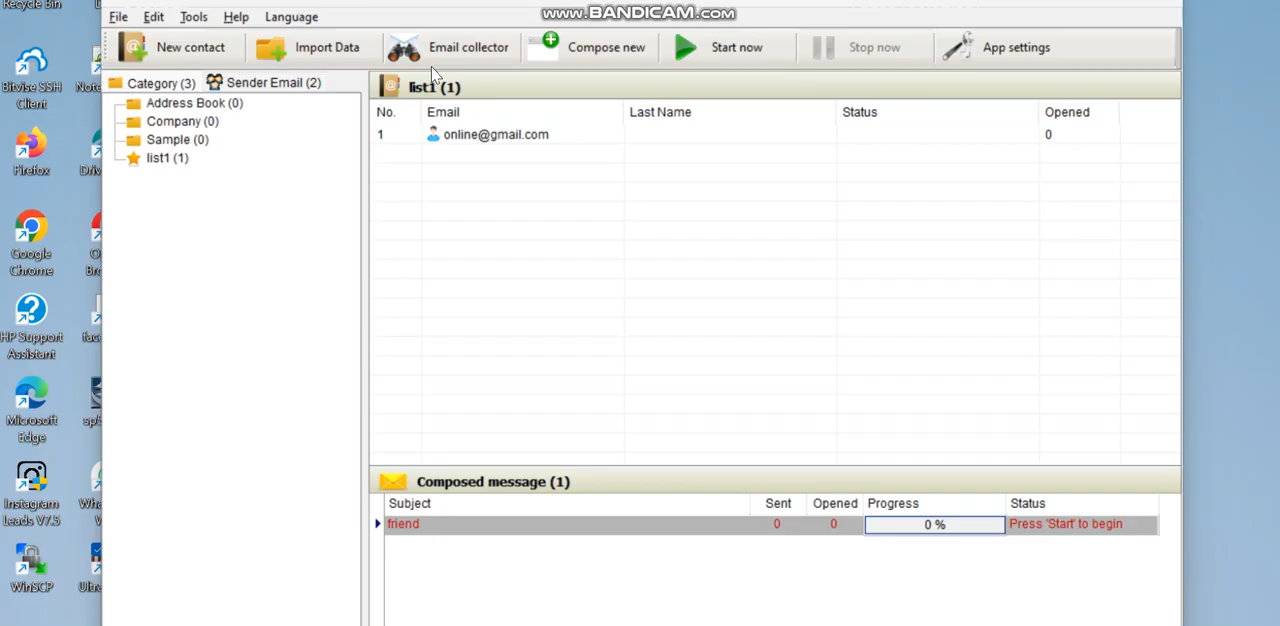 Recycle Bin
www.BANDICAM.com
File Edit Tools Help Language
New contact Import Data Email collector Compose new Start now Stop now App settings
Category (3) Sender Email (2)
Address Book (0)
Company (0)
Sample (0)
list1 (1)
list1 (1)
No. Email Last Name Status Opened
1 online@gmail.com 0
Composed message (1)
Subject Sent Opened Progress Status
friend 0 0 0 % Press 'Start' to begin
Bitvise SSH
Client
Firefox
Google
Chrome
HP Support
Assistant
Microsoft
Edge
Instagram
Leads V7.5
WinSCP